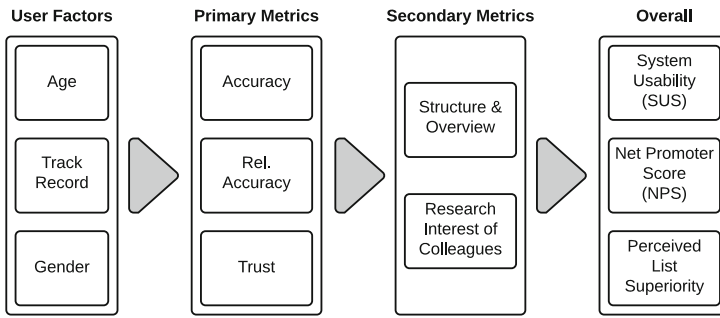 User Factors
Age
Track
Record
Gender
Primary Metrics
Accuracy
Rel.
Accuracy
Trust
Secondary Metrics
Structure &
Overview
Research
Interest of
Colleagues
Overall
System
Usability
(SUS)
Net Promoter
Score
(NPS)
Perceived
List
Superiority